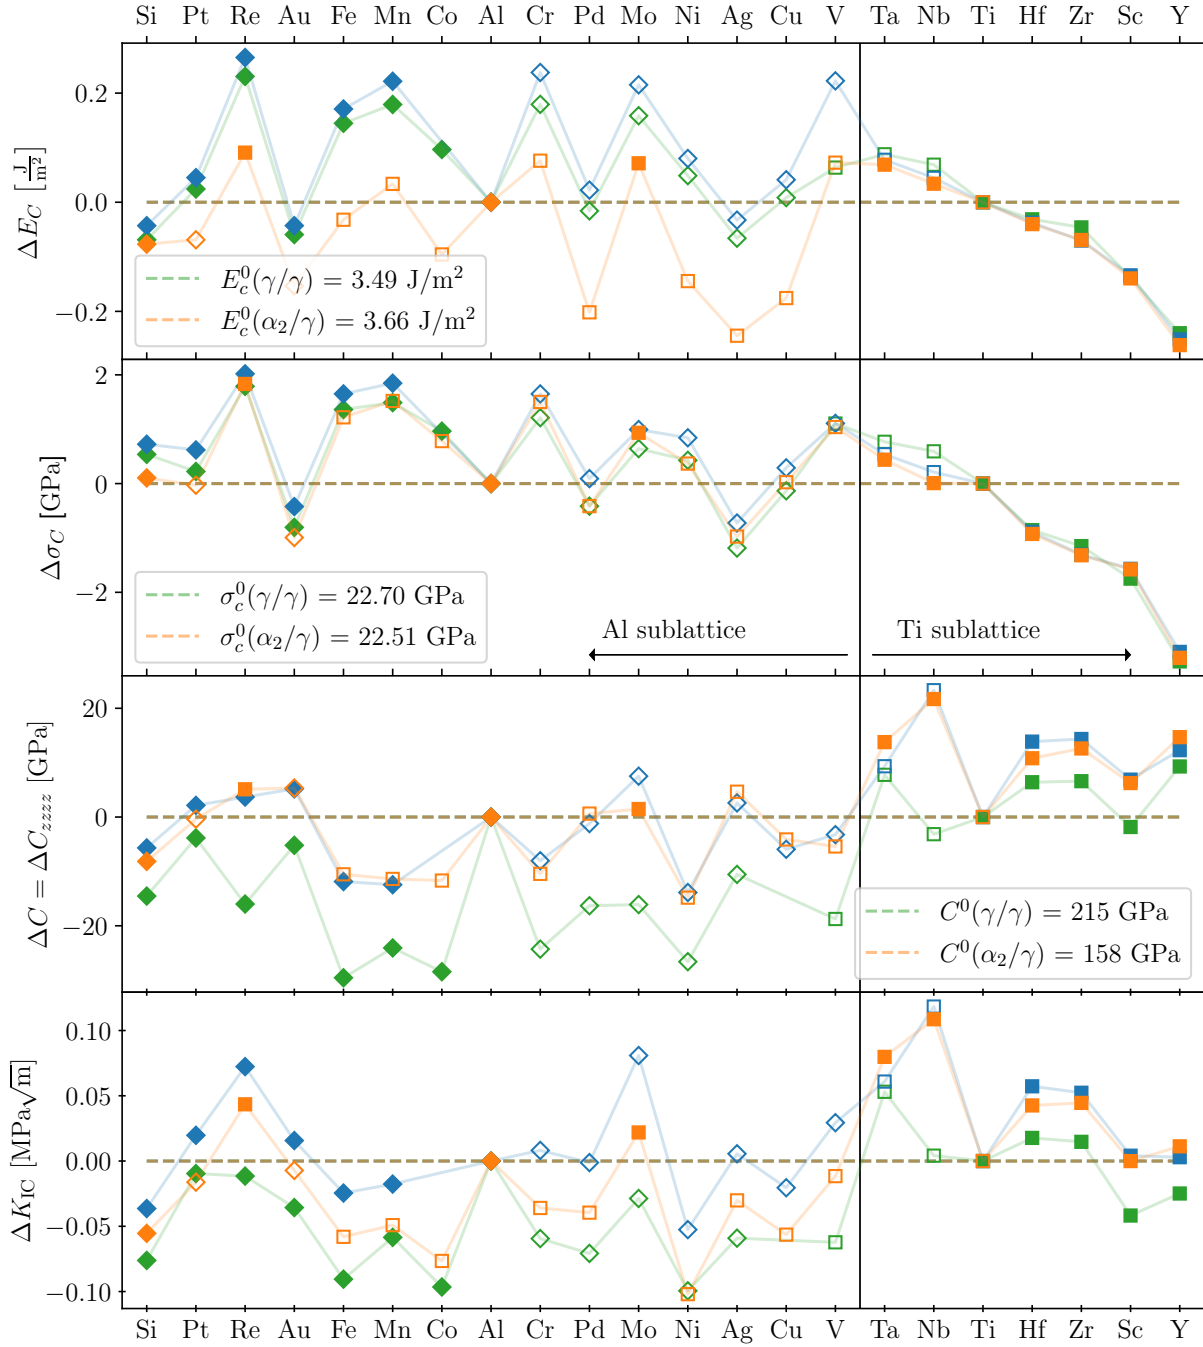 Si Pt Re Au Fe Mn Co Al Cr Pd Mo Ni Ag Cu V Ta Nb Ti Hf Zr Sc Y
ΔE_C [J/m²]
0.2
0.0
−0.2
E_c^0(γ/γ) = 3.49 J/m²
E_c^0(α₂/γ) = 3.66 J/m²
Δσ_C [GPa]
2
0
−2
σ_c^0(γ/γ) = 22.70 GPa
σ_c^0(α₂/γ) = 22.51 GPa
Al sublattice
Ti sublattice
ΔC = ΔC_zzzz [GPa]
20
0
−20
C^0(γ/γ) = 215 GPa
C^0(α₂/γ) = 158 GPa
ΔK_IC [MPa√m]
0.10
0.05
0.00
−0.05
−0.10
Si Pt Re Au Fe Mn Co Al Cr Pd Mo Ni Ag Cu V Ta Nb Ti Hf Zr Sc Y